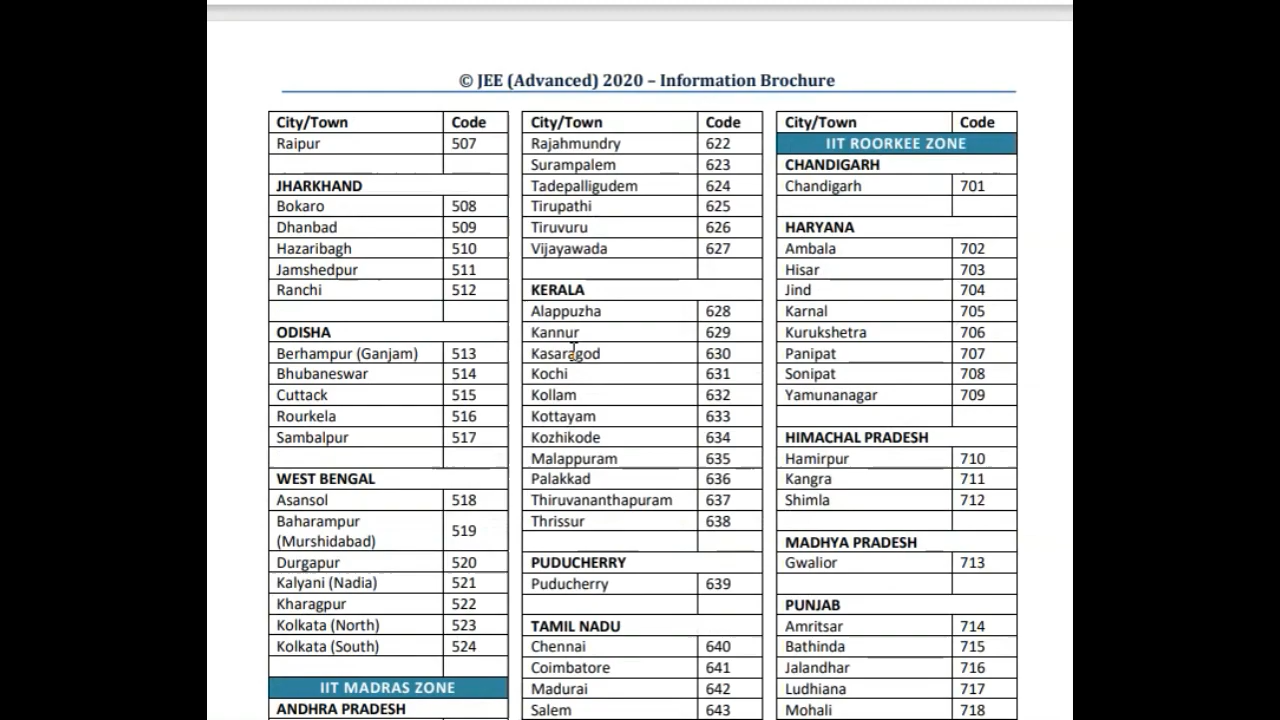 © JEE (Advanced) 2020 – Information Brochure
City/Town Code
Raipur 507
JHARKHAND
Bokaro 508
Dhanbad 509
Hazaribagh 510
Jamshedpur 511
Ranchi 512
ODISHA
Berhampur (Ganjam) 513
Bhubaneswar 514
Cuttack 515
Rourkela 516
Sambalpur 517
WEST BENGAL
Asansol 518
Baharampur
(Murshidabad) 519
Durgapur 520
Kalyani (Nadia) 521
Kharagpur 522
Kolkata (North) 523
Kolkata (South) 524
IIT MADRAS ZONE
ANDHRA PRADESH
City/Town Code
Rajahmundry 622
Surampalem 623
Tadepalligudem 624
Tirupathi 625
Tiruvuru 626
Vijayawada 627
KERALA
Alappuzha 628
Kannur 629
Kasaragod 630
Kochi 631
Kollam 632
Kottayam 633
Kozhikode 634
Malappuram 635
Palakkad 636
Thiruvananthapuram 637
Thrissur 638
PUDUCHERRY
Puducherry 639
TAMIL NADU
Chennai 640
Coimbatore 641
Madurai 642
Salem 643
City/Town Code
IIT ROORKEE ZONE
CHANDIGARH
Chandigarh 701
HARYANA
Ambala 702
Hisar 703
Jind 704
Karnal 705
Kurukshetra 706
Panipat 707
Sonipat 708
Yamunanagar 709
HIMACHAL PRADESH
Hamirpur 710
Kangra 711
Shimla 712
MADHYA PRADESH
Gwalior 713
PUNJAB
Amritsar 714
Bathinda 715
Jalandhar 716
Ludhiana 717
Mohali 718